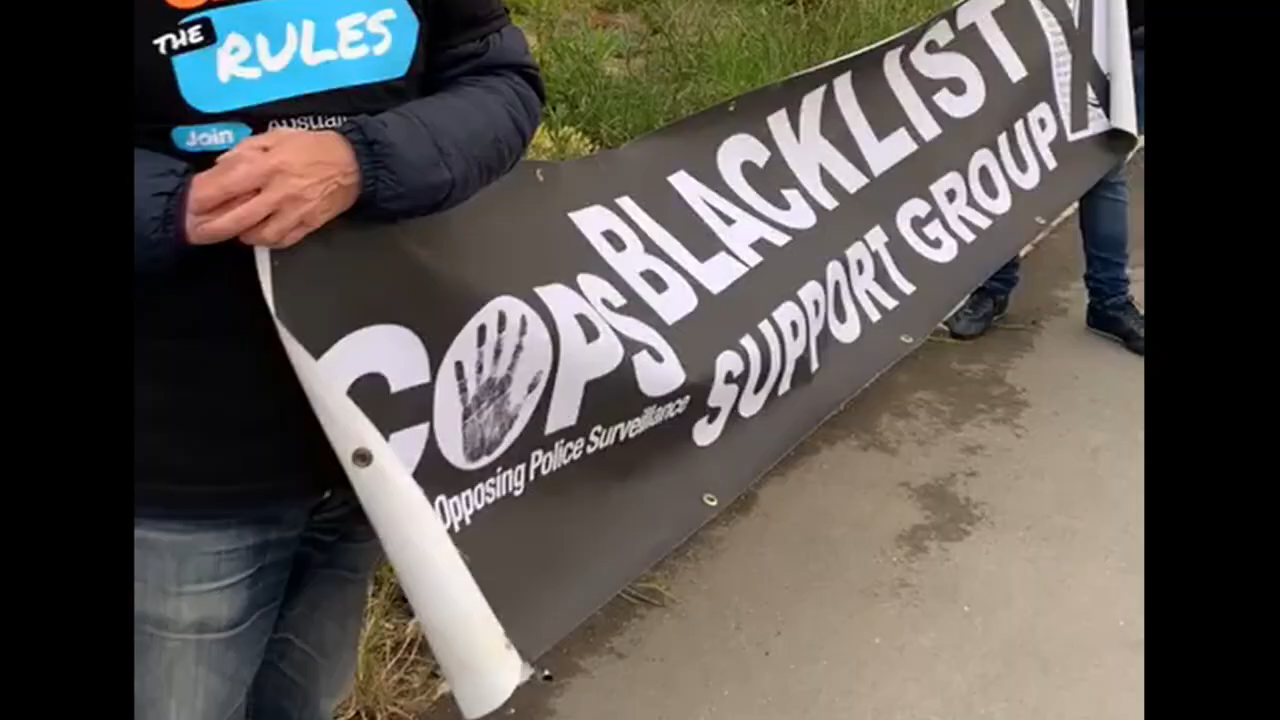 THE
RULES
Join
COPS BLACKLIST
SUPPORT GROUP
Opposing Police Surveillance